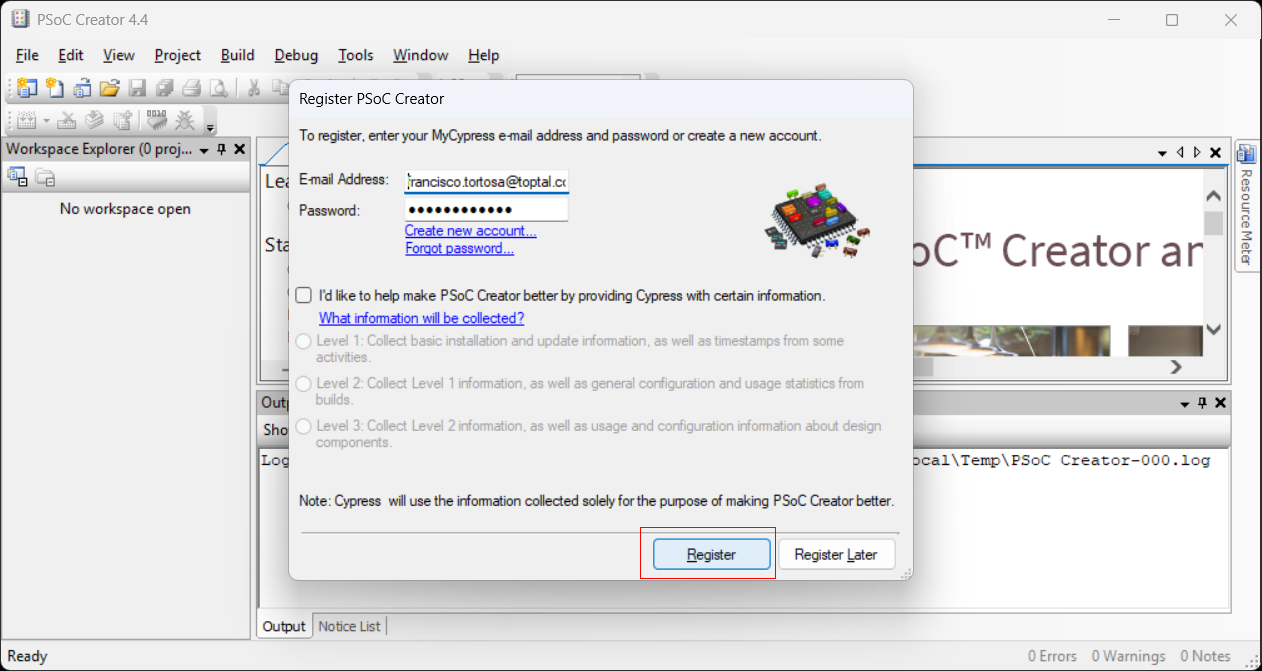 PSoC Creator 4.4
File Edit View Project Build Debug Tools Window Help
Register PSoC Creator
To register, enter your MyCypress e-mail address and password or create a new account.
Workspace Explorer (0 proj...
No workspace open
E-mail Address: francisco.tortosa@toptal.co
Password: ●●●●●●●●●●●●
Create new account...
Forgot password...
I'd like to help make PSoC Creator better by providing Cypress with certain information.
What information will be collected?
Level 1: Collect basic installation and update information, as well as timestamps from some
activities.
Level 2: Collect Level 1 information, as well as general configuration and usage statistics from
builds.
Level 3: Collect Level 2 information, as well as usage and configuration information about design
components.
Note: Cypress will use the information collected solely for the purpose of making PSoC Creator better.
Register Register Later
Lea
Sta
oC™ Creator an
Resource Meter
Outp
Sho
Log
ocal\Temp\PSoC Creator-000.log
Output Notice List
Ready
0 Errors 0 Warnings 0 Notes